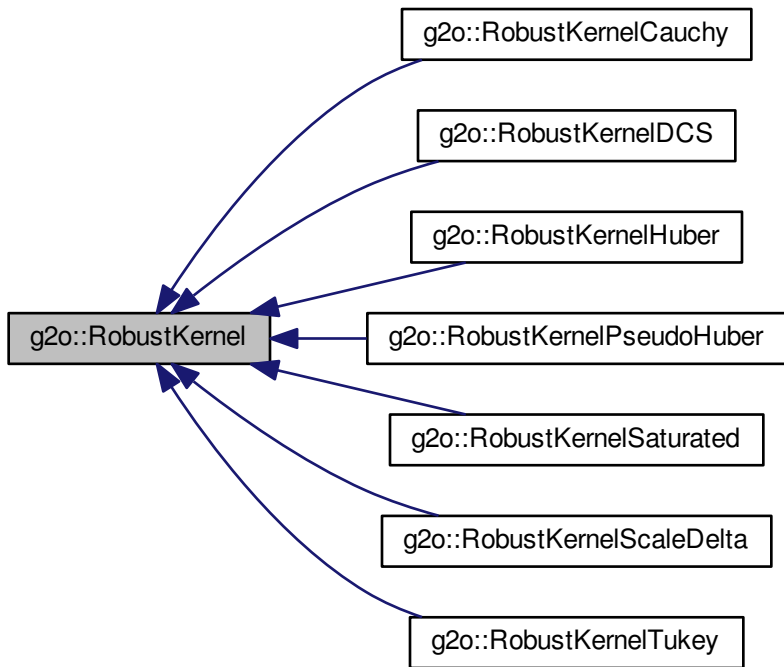 g2o::RobustKernelCauchy
g2o::RobustKernelDCS
g2o::RobustKernelHuber
g2o::RobustKernel
g2o::RobustKernelPseudoHuber
g2o::RobustKernelSaturated
g2o::RobustKernelScaleDelta
g2o::RobustKernelTukey